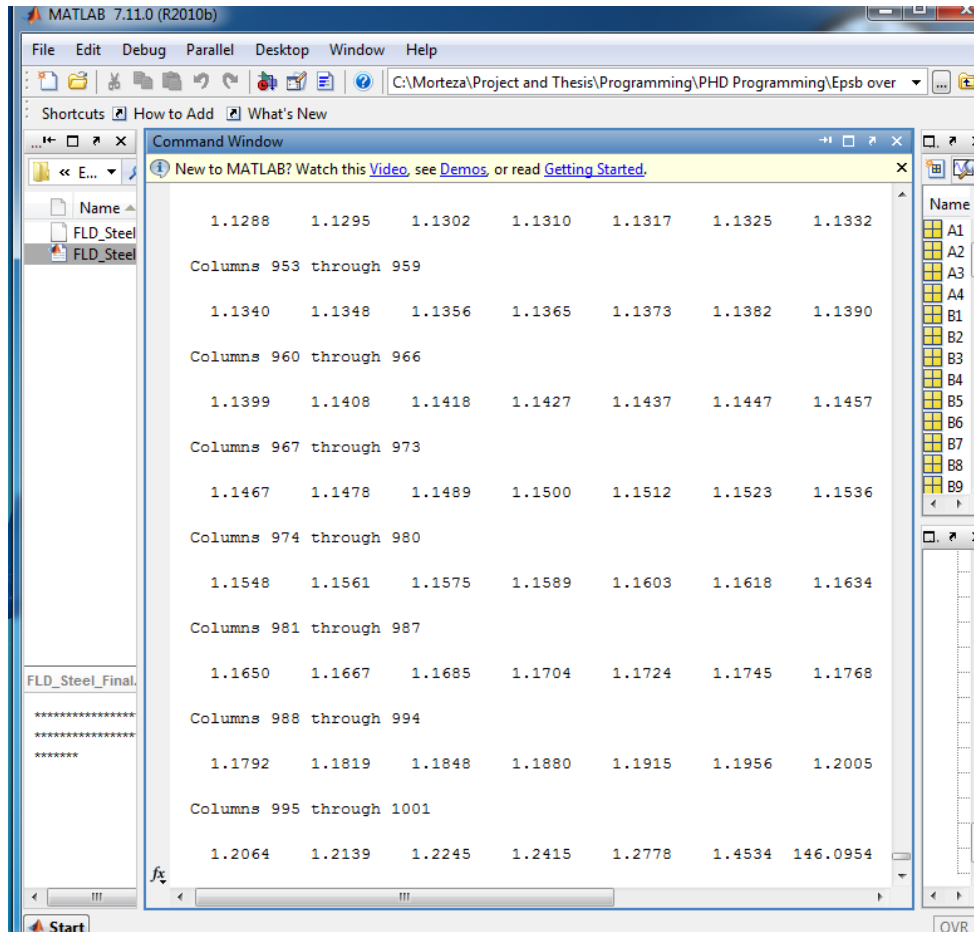 MATLAB 7.11.0 (R2010b)
File Edit Debug Parallel Desktop Window Help
C:\Morteza\Project and Thesis\Programming\PHD Programming\Epsb over
Shortcuts How to Add What's New
Command Window
New to MATLAB? Watch this Video, see Demos, or read Getting Started.
« E...
Name
FLD_Steel
FLD_Steel
1.1288 1.1295 1.1302 1.1310 1.1317 1.1325 1.1332
Columns 953 through 959
1.1340 1.1348 1.1356 1.1365 1.1373 1.1382 1.1390
Columns 960 through 966
1.1399 1.1408 1.1418 1.1427 1.1437 1.1447 1.1457
Columns 967 through 973
1.1467 1.1478 1.1489 1.1500 1.1512 1.1523 1.1536
Columns 974 through 980
1.1548 1.1561 1.1575 1.1589 1.1603 1.1618 1.1634
Columns 981 through 987
1.1650 1.1667 1.1685 1.1704 1.1724 1.1745 1.1768
Columns 988 through 994
1.1792 1.1819 1.1848 1.1880 1.1915 1.1956 1.2005
Columns 995 through 1001
1.2064 1.2139 1.2245 1.2415 1.2778 1.4534 146.0954
fx
Name
A1
A2
A3
A4
B1
B2
B3
B4
B5
B6
B7
B8
B9
FLD_Steel_Final.
*****************
*****************
*******
Start
OVR